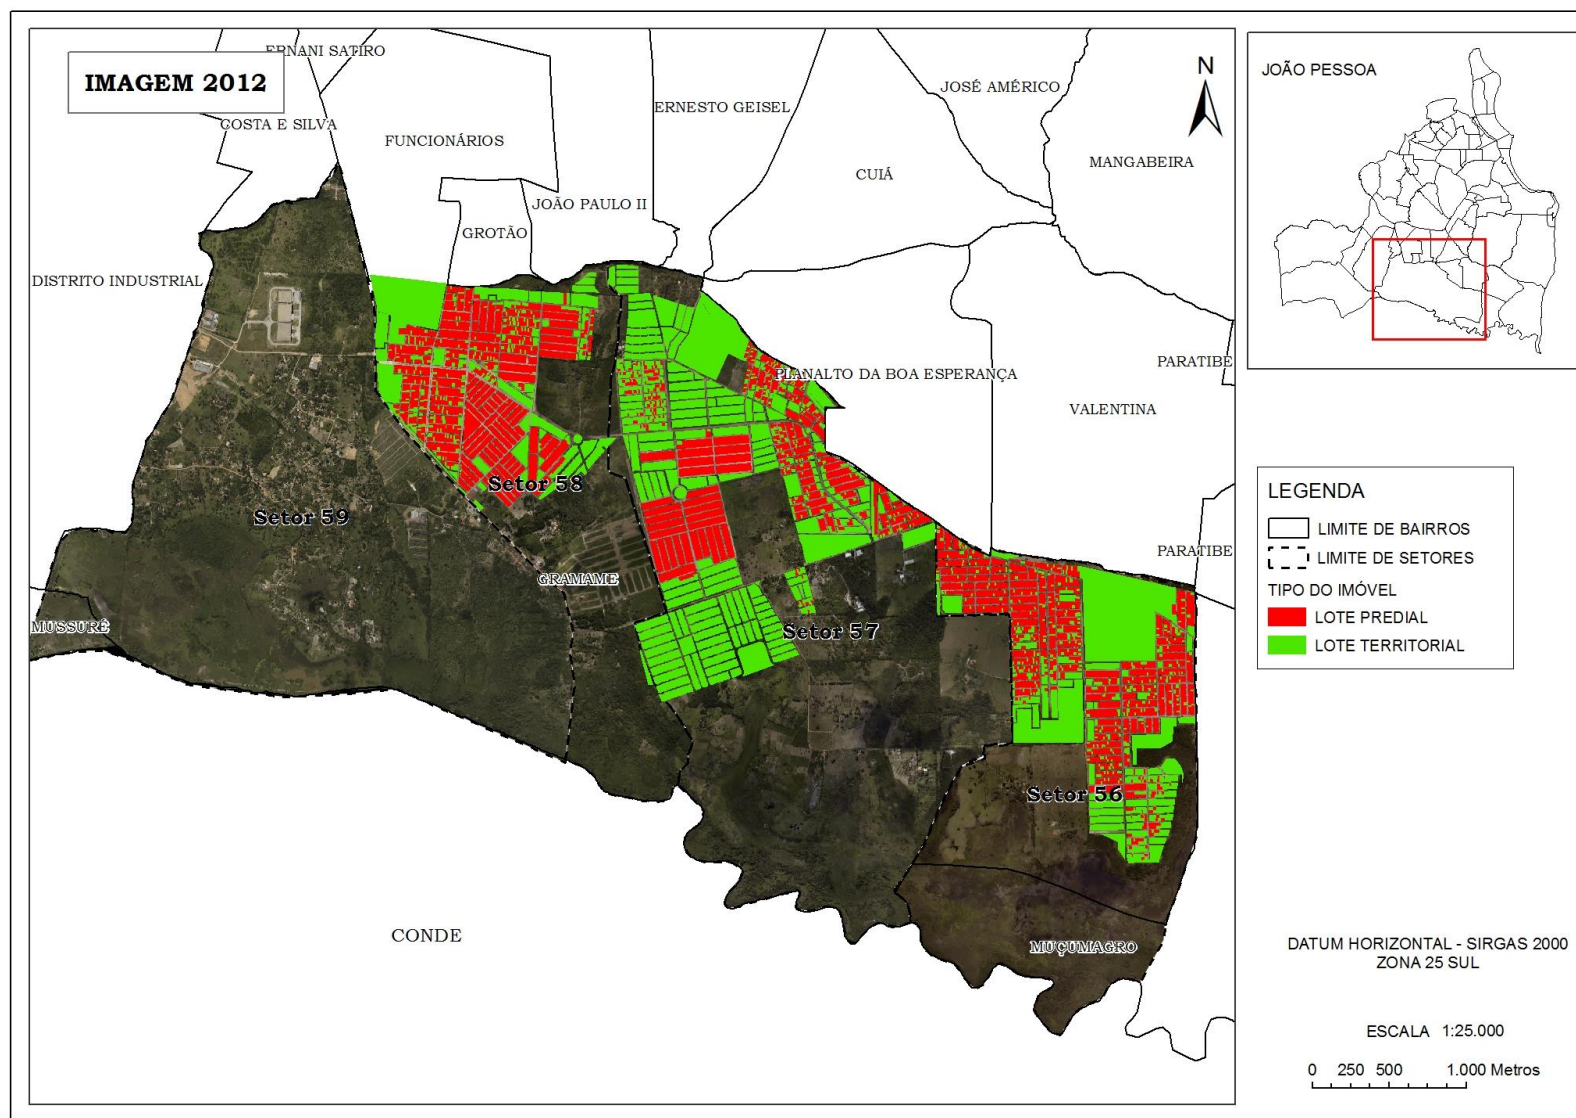 IMAGEM 2012
ERNANI SATIRO
COSTA E SILVA
FUNCIONÁRIOS
ERNESTO GEISEL
JOSÉ AMÉRICO
N
MANGABEIRA
CUIÁ
JOÃO PAULO II
GROTÃO
DISTRITO INDUSTRIAL
PARATIBE
PLANALTO DA BOA ESPERANÇA
VALENTINA
Setor 58
Setor 59
PARATIBE
GRAMAME
MUSSURÉ
Setor 57
Setor 56
CONDE
MUÇUMAGRO
JOÃO PESSOA
LEGENDA
LIMITE DE BAIRROS
LIMITE DE SETORES
TIPO DO IMÓVEL
LOTE PREDIAL
LOTE TERRITORIAL
DATUM HORIZONTAL - SIRGAS 2000
ZONA 25 SUL
ESCALA 1:25.000
0 250 500 1.000 Metros